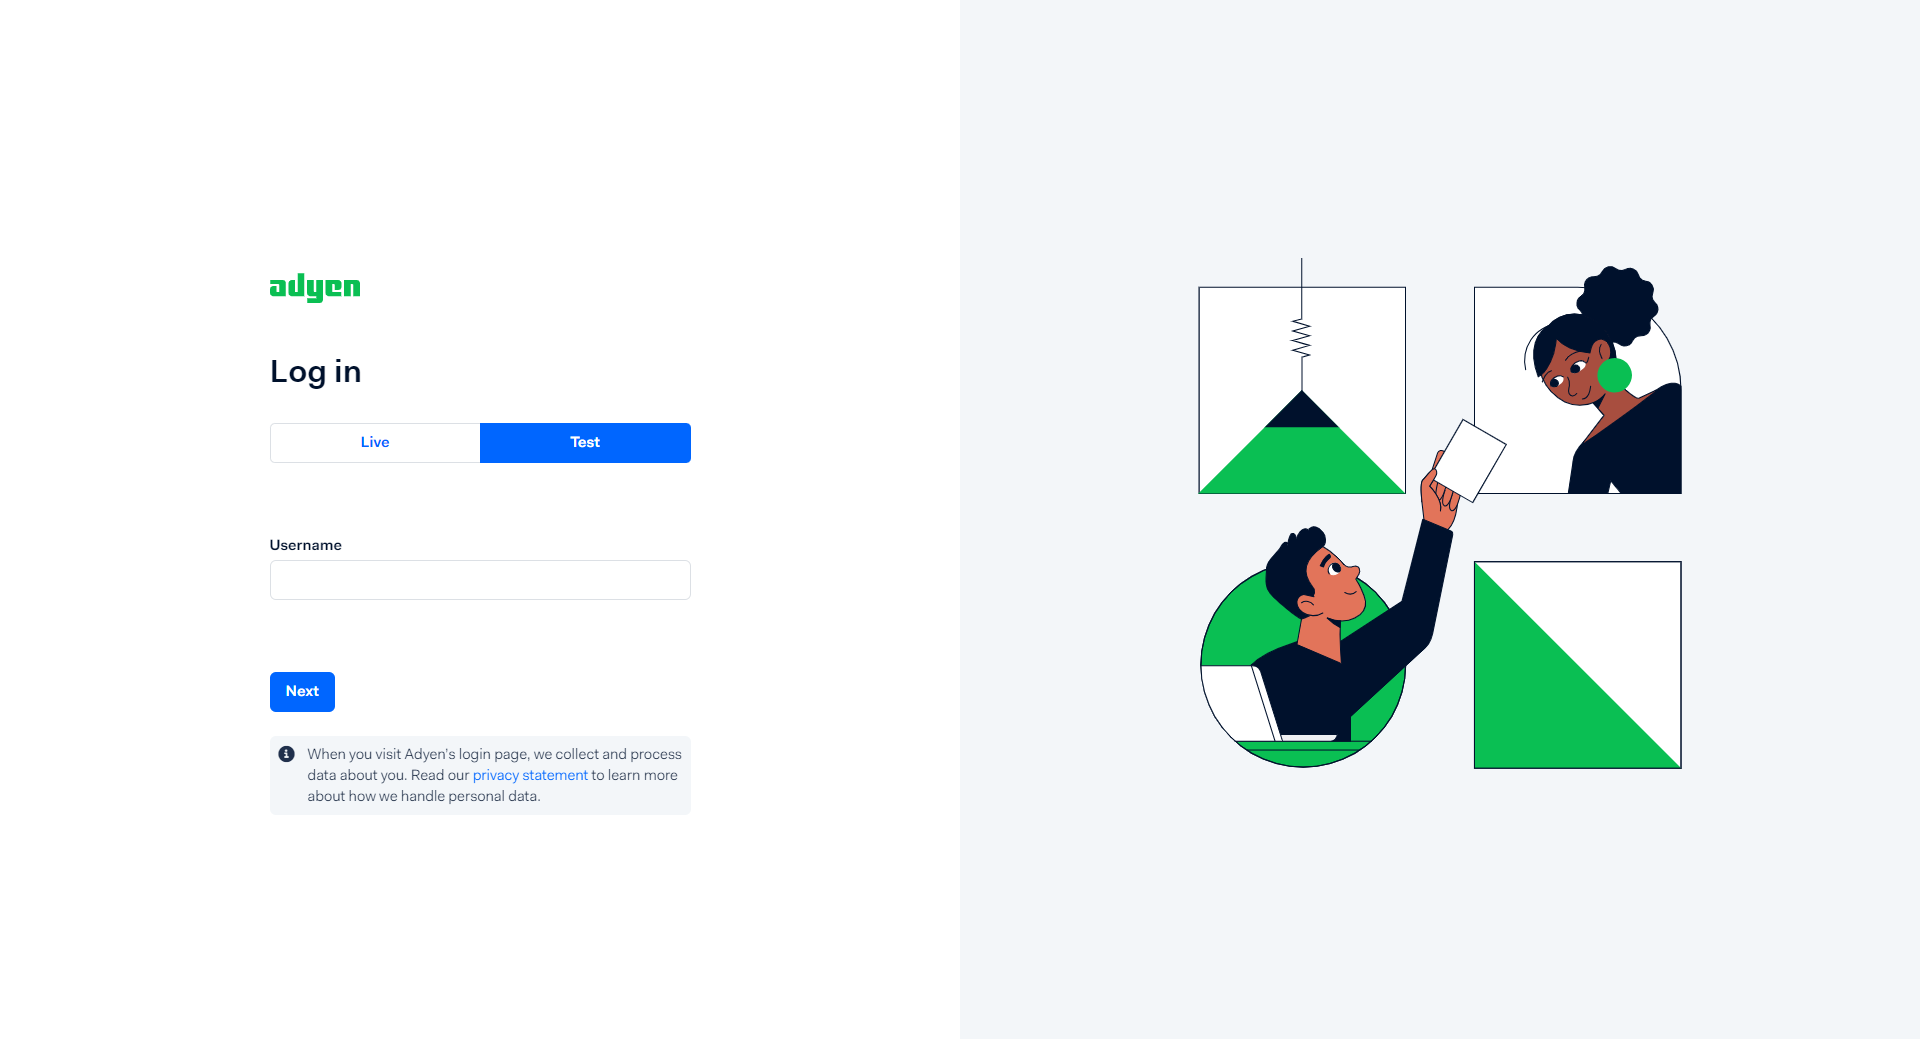 adyen
Log in
Live
Test
Username
Next
When you visit Adyen's login page, we collect and process
data about you. Read our privacy statement to learn more
about how we handle personal data.